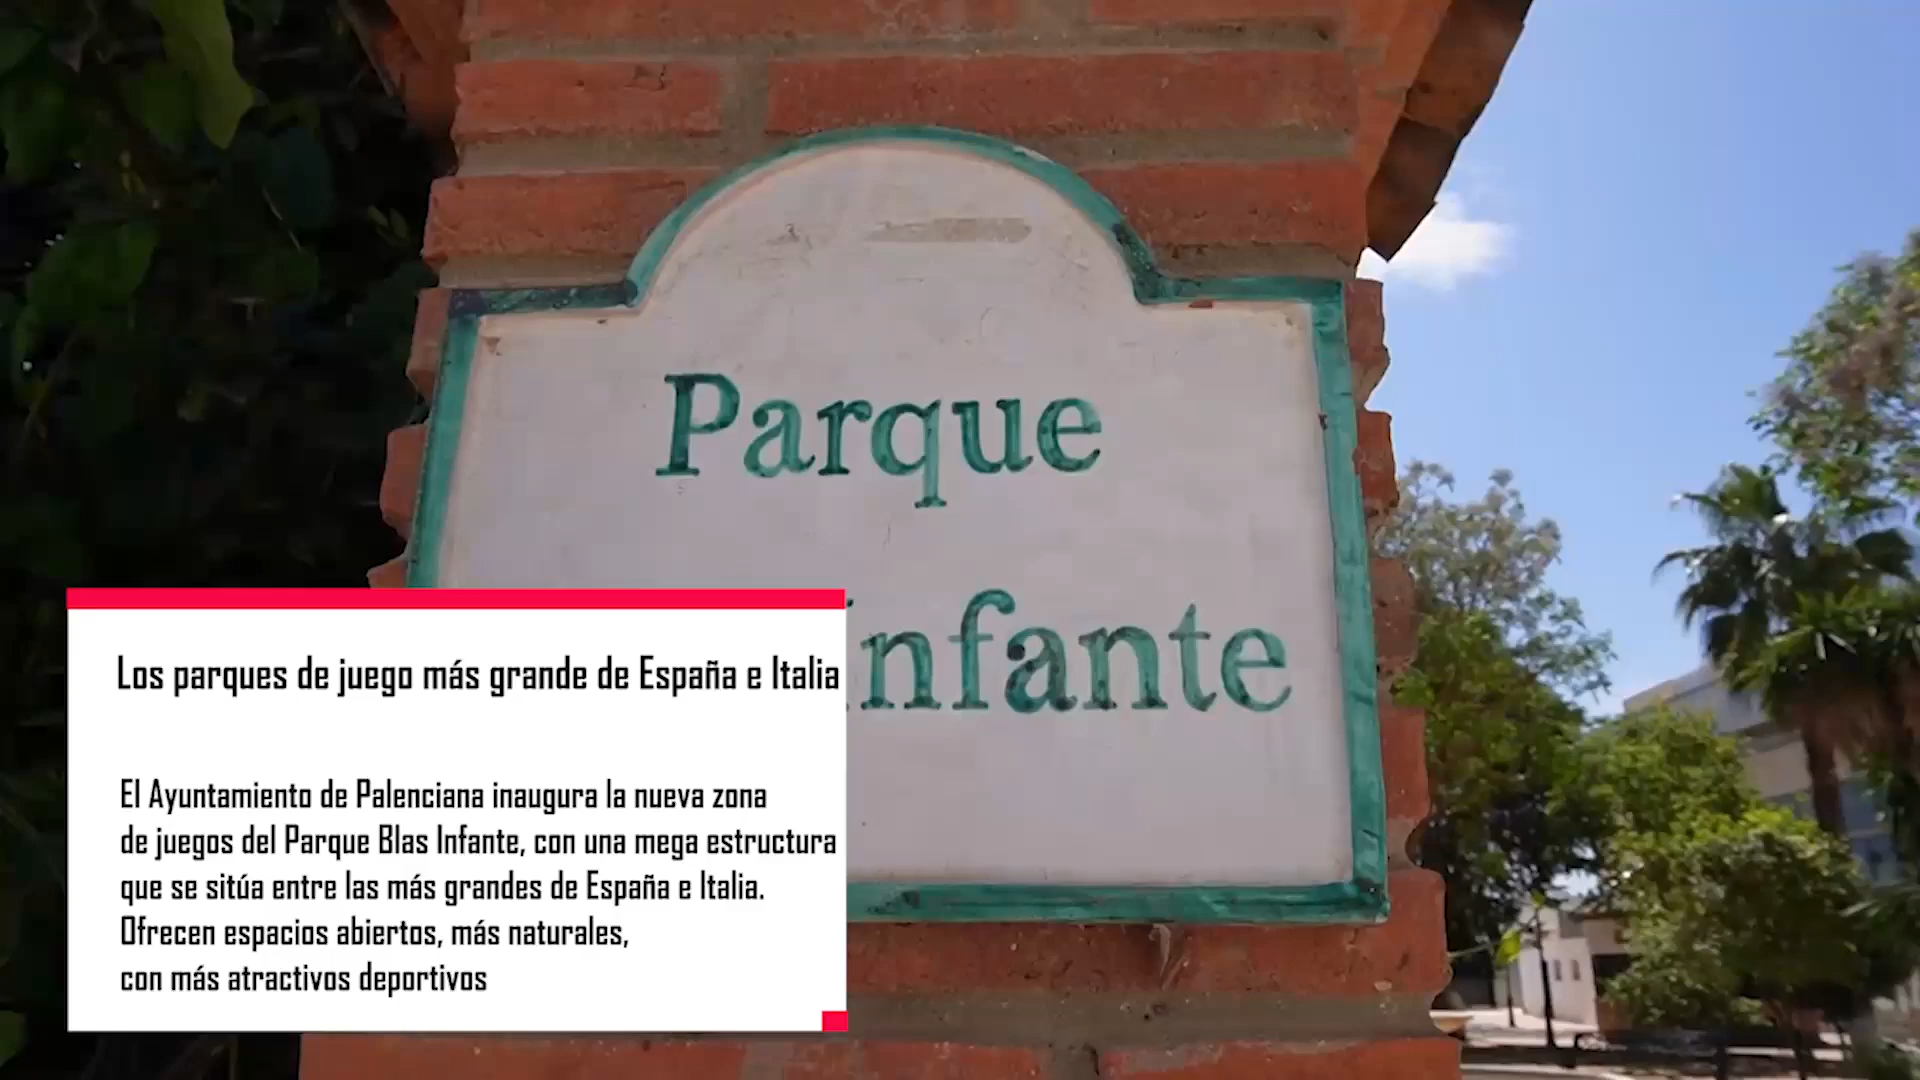 Parque
Infante
Los parques de juego más grande de España e Italia
El Ayuntamiento de Palenciana inaugura la nueva zona
de juegos del Parque Blas Infante, con una mega estructura
que se sitúa entre las más grandes de España e Italia.
Ofrecen espacios abiertos, más naturales,
con más atractivos deportivos